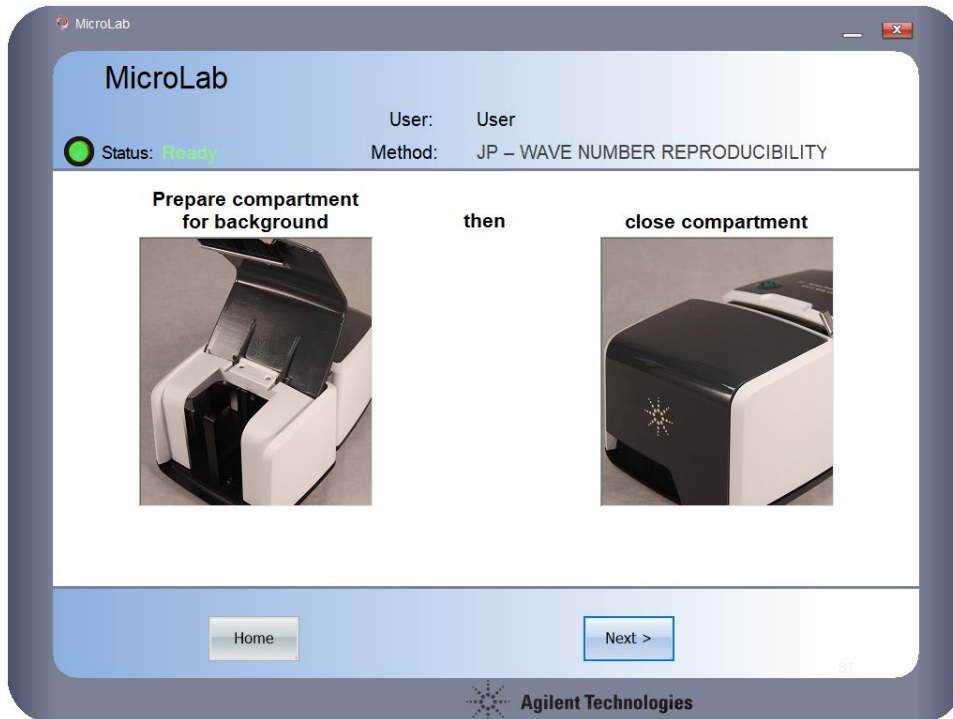 MicroLab
MicroLab
User: User
Status: Ready
Method: JP – WAVE NUMBER REPRODUCIBILITY
Prepare compartment
for background
then
close compartment
Home
Next >
S1
Agilent Technologies